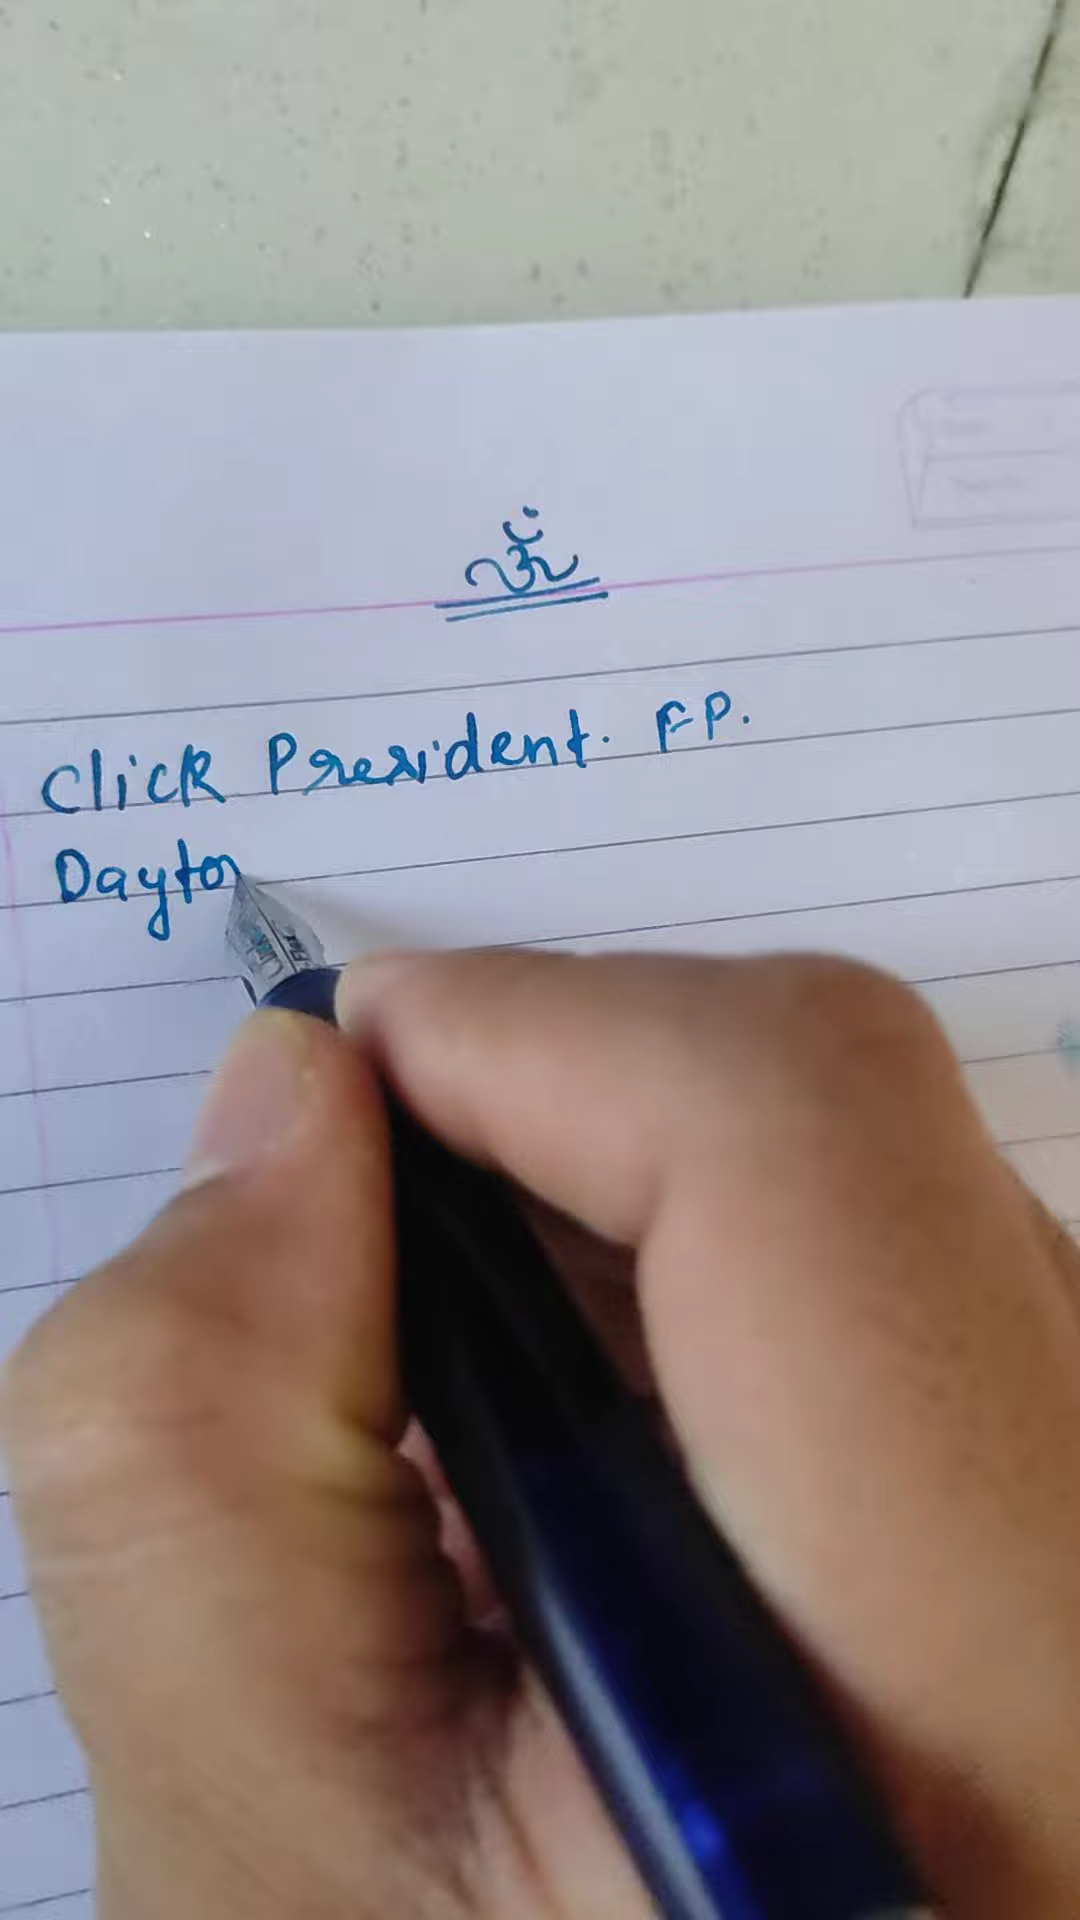 ૐ
Click President. FP.
Dayton